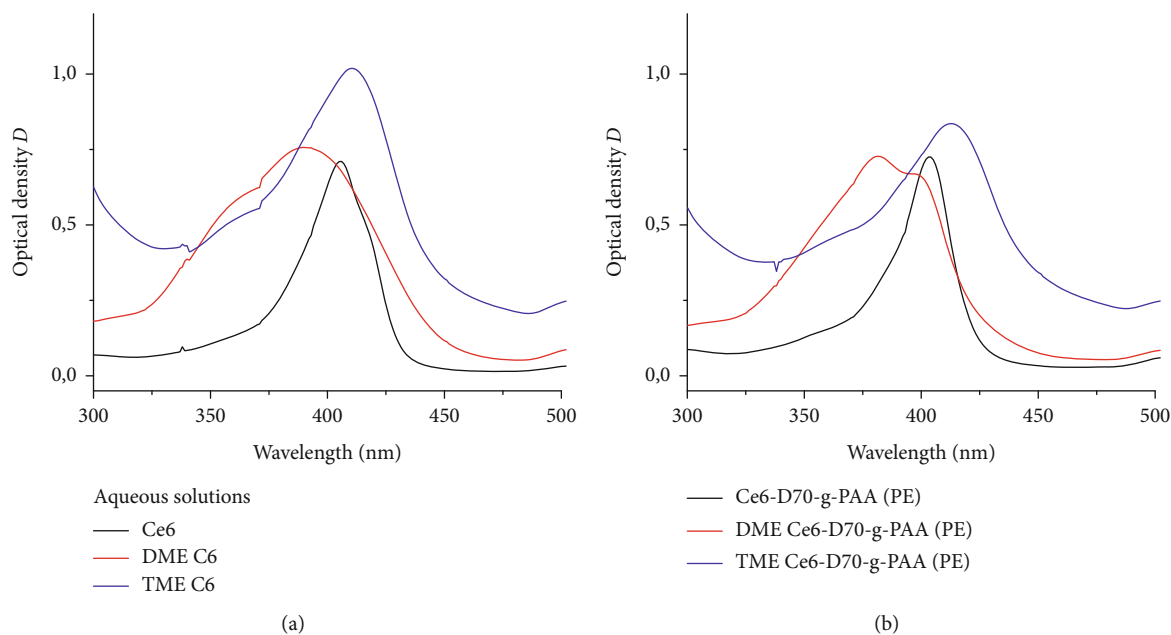 1,0
0,5
0,0
Optical density D
300
350
400
450
500
Wavelength (nm)
Aqueous solutions
Ce6
DME C6
TME C6
(a)
1,0
0,5
0,0
Optical density D
300
350
400
450
500
Wavelength (nm)
Ce6-D70-g-PAA (PE)
DME Ce6-D70-g-PAA (PE)
TME Ce6-D70-g-PAA (PE)
(b)